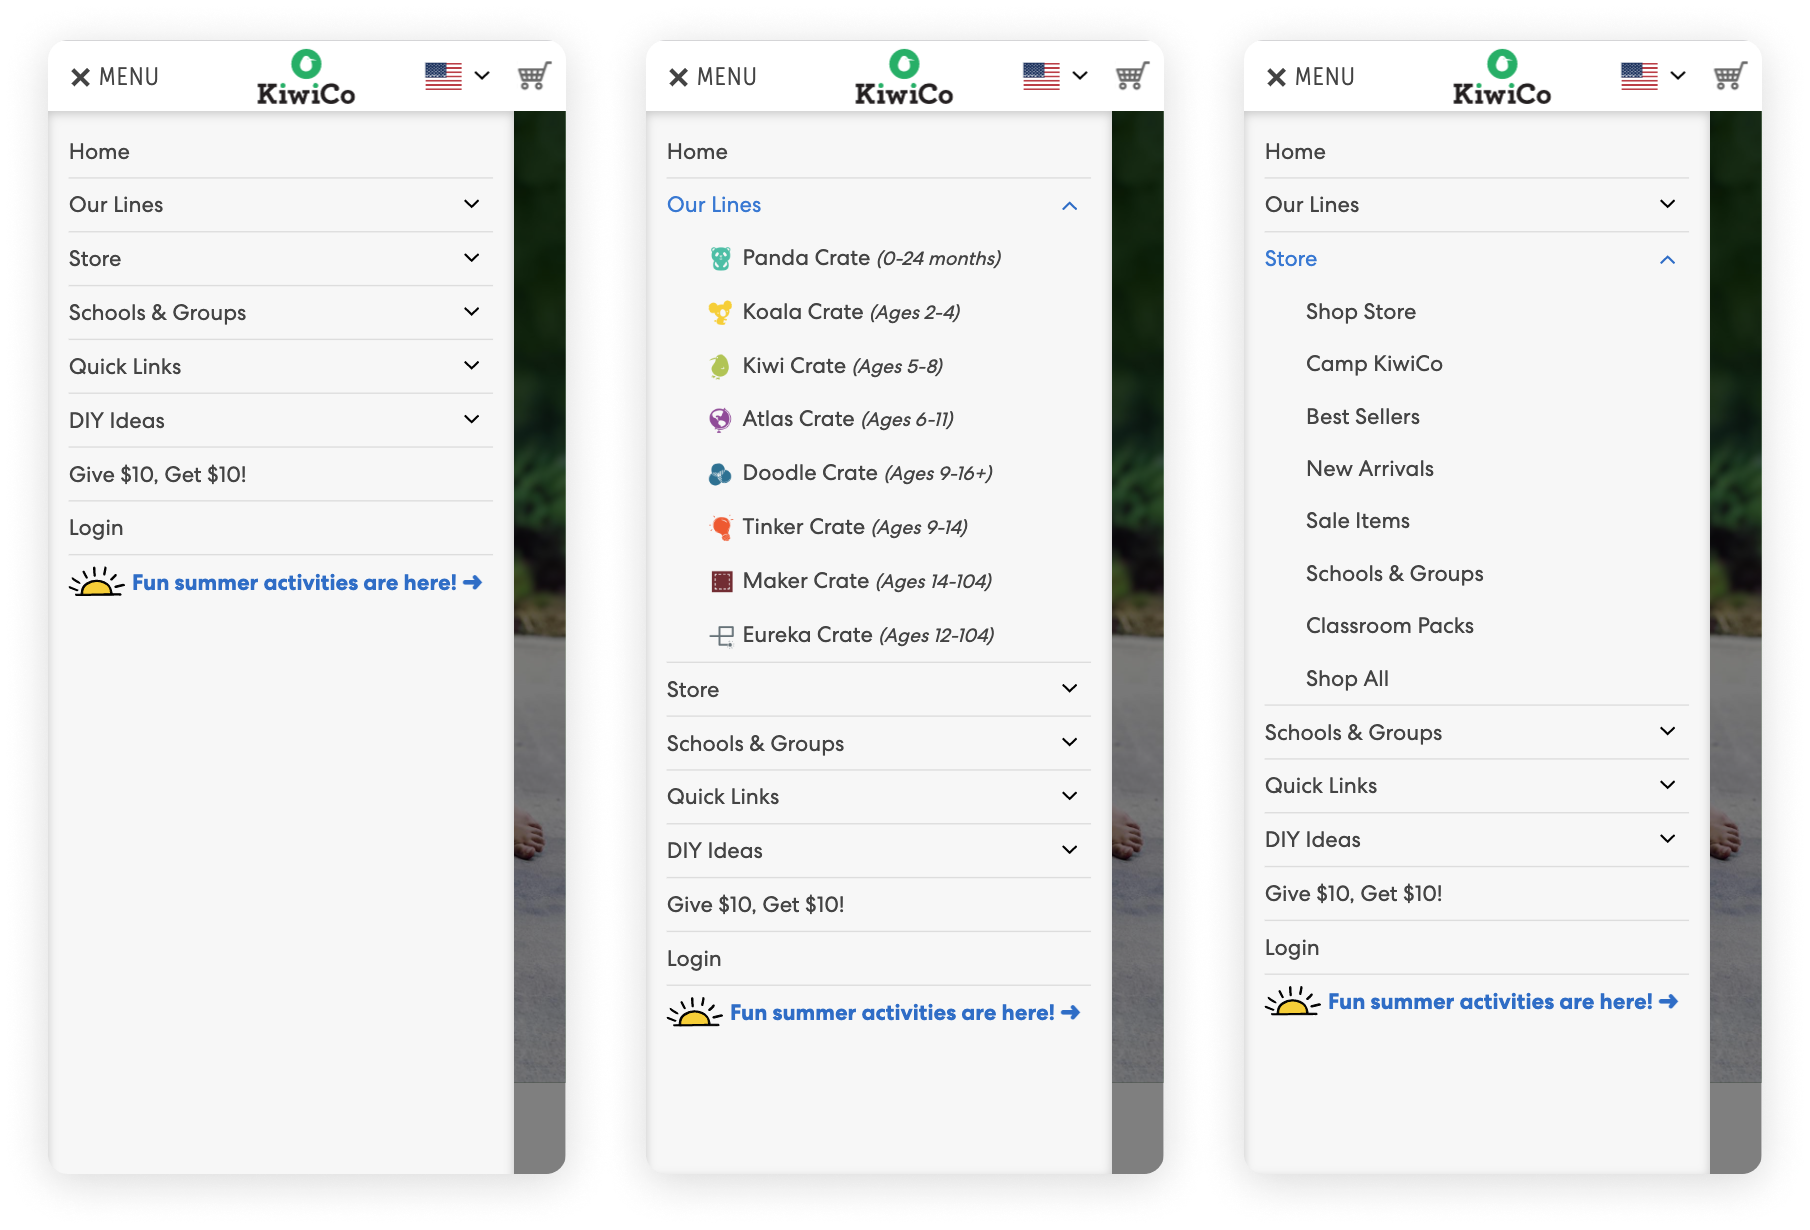 MENU
KiwiCo
Home
Our Lines
Store
Schools & Groups
Quick Links
DIY Ideas
Give $10, Get $10!
Login
Fun summer activities are here! →
MENU
KiwiCo
Home
Our Lines
Panda Crate (0-24 months)
Koala Crate (Ages 2-4)
Kiwi Crate (Ages 5-8)
Atlas Crate (Ages 6-11)
Doodle Crate (Ages 9-16+)
Tinker Crate (Ages 9-14)
Maker Crate (Ages 14-104)
Eureka Crate (Ages 12-104)
Store
Schools & Groups
Quick Links
DIY Ideas
Give $10, Get $10!
Login
Fun summer activities are here! →
MENU
KiwiCo
Home
Our Lines
Store
Shop Store
Camp KiwiCo
Best Sellers
New Arrivals
Sale Items
Schools & Groups
Classroom Packs
Shop All
Schools & Groups
Quick Links
DIY Ideas
Give $10, Get $10!
Login
Fun summer activities are here! →